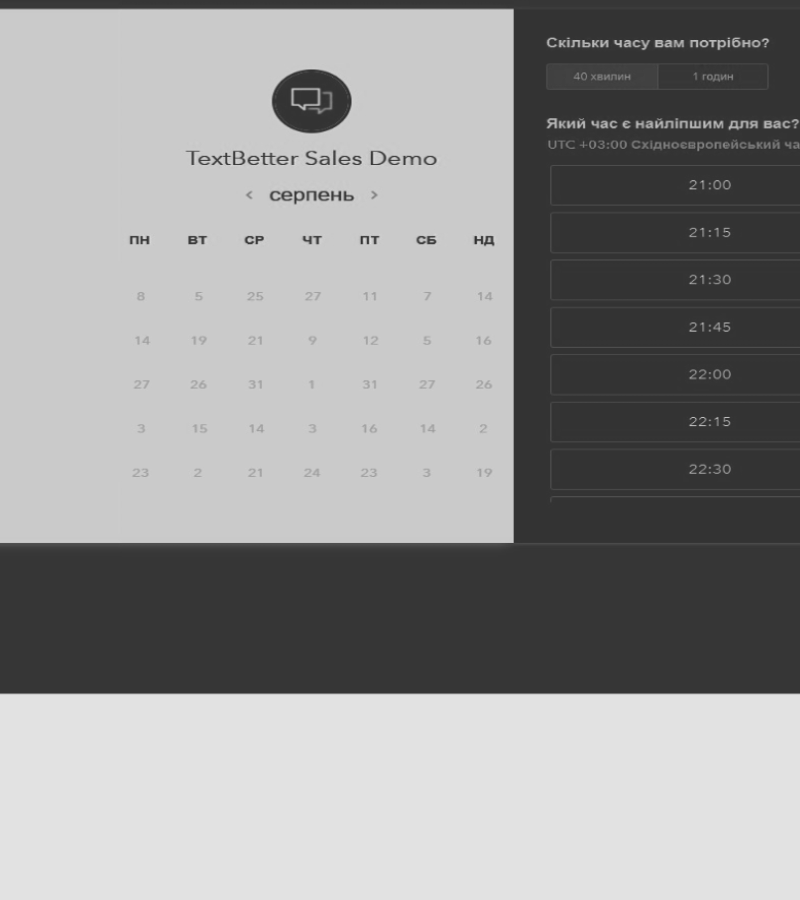 TextBetter Sales Demo
< серпень >
ПН ВТ СР ЧТ ПТ СБ НД
8 5 25 27 11 7 14
14 19 21 9 12 5 16
27 26 31 1 31 27 26
3 15 14 3 16 14 2
23 2 21 24 23 3 19
Скільки часу вам потрібно?
40 хвилин 1 годин
Який час є найліпшим для вас?
UTC +03:00 Східноєвропейський ча
21:00
21:15
21:30
21:45
22:00
22:15
22:30